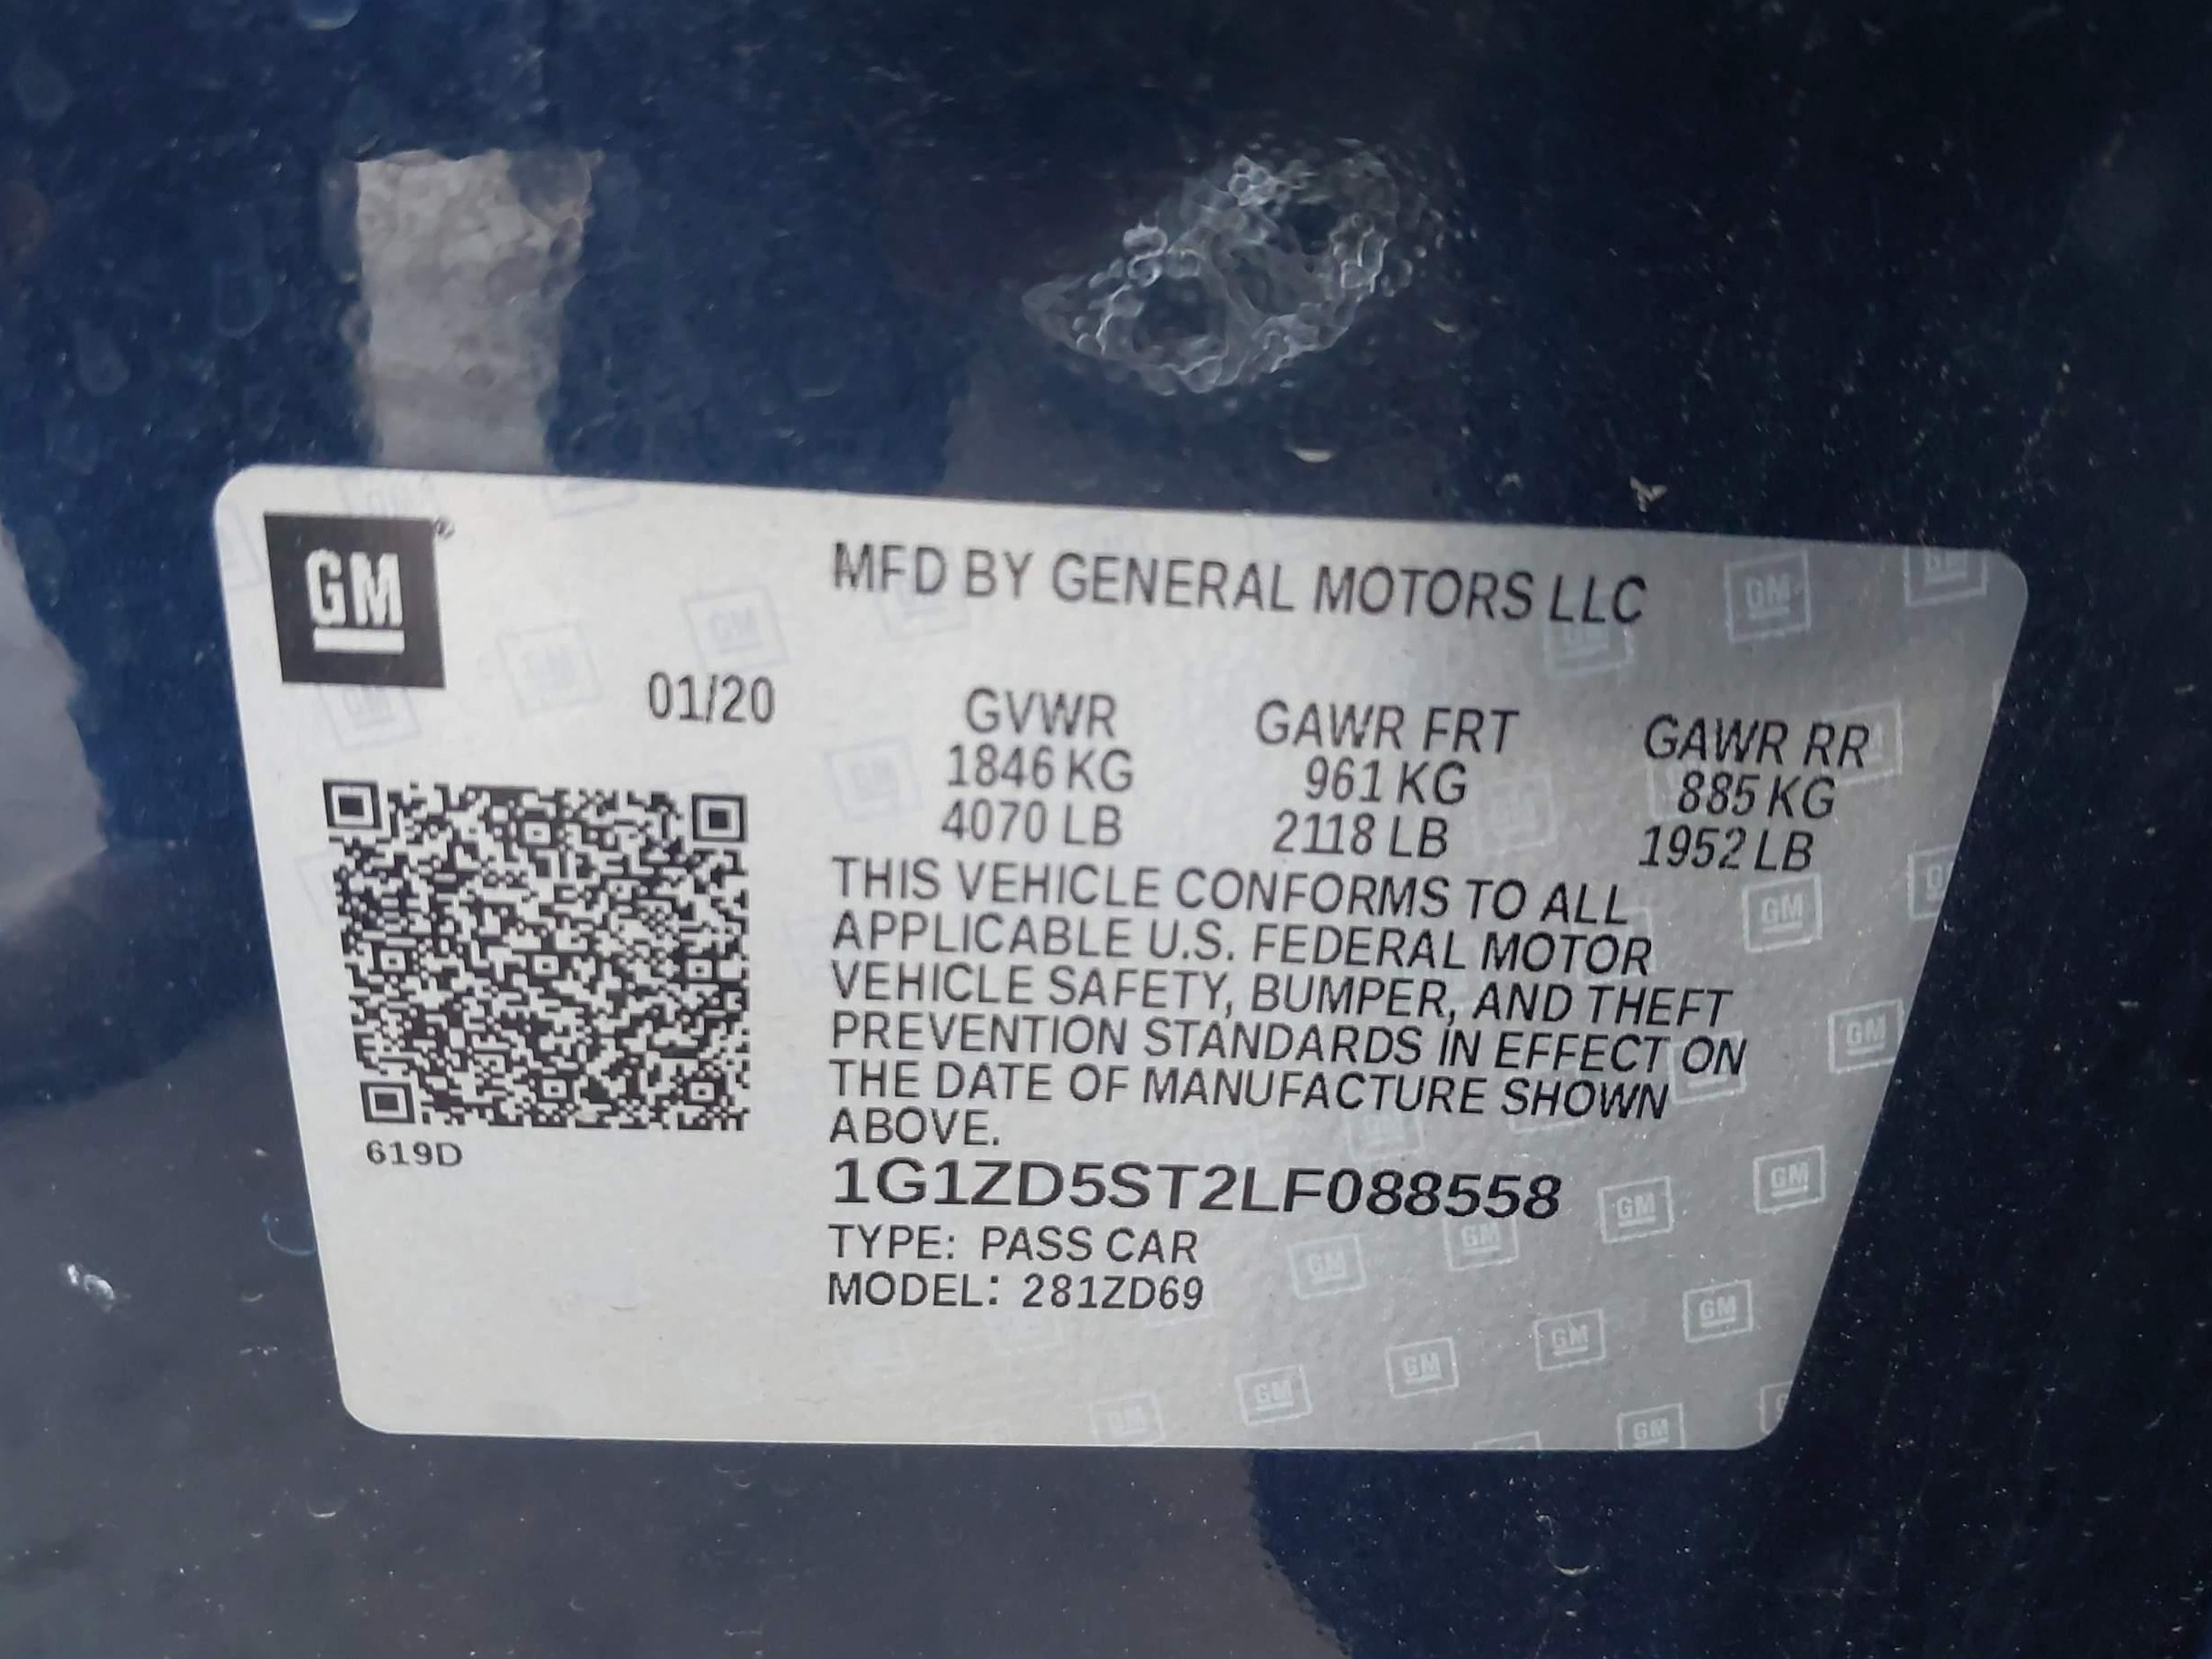 GM
MFD BY GENERAL MOTORS LLC
01/20
GVWR GAWR FRT GAWR RR
1846 KG 961 KG 885 KG
4070 LB 2118 LB 1952 LB
THIS VEHICLE CONFORMS TO ALL
APPLICABLE U.S. FEDERAL MOTOR
VEHICLE SAFETY, BUMPER, AND THEFT
PREVENTION STANDARDS IN EFFECT ON
THE DATE OF MANUFACTURE SHOWN
ABOVE.
619D
1G1ZD5ST2LF088558
TYPE: PASS CAR
MODEL: 281ZD69